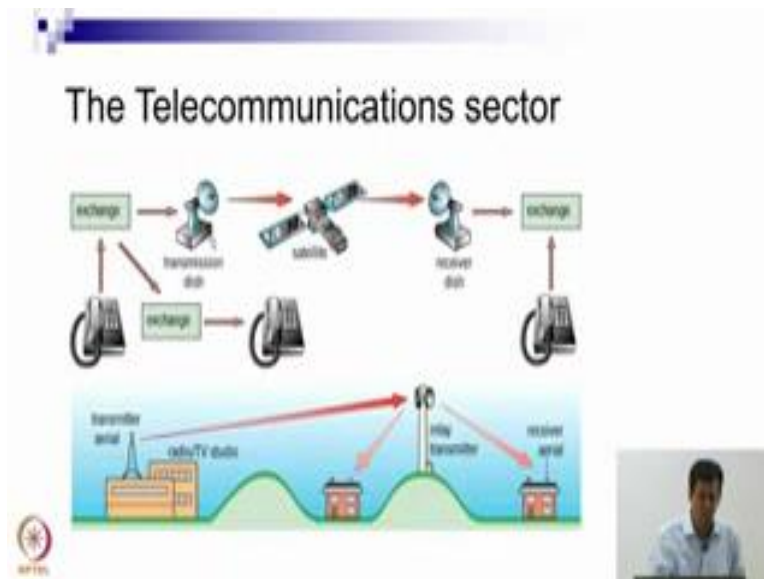 The Telecommunications sector
exchange
exchange
transmission
dish
satellite
receiver
dish
exchange
transmitter
aerial
radio/TV studio
relay
transmitter
receiver
aerial
NPTEL